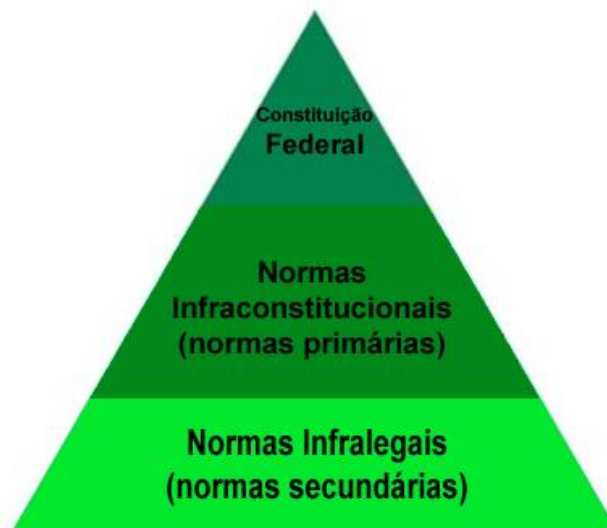 Constituição
Federal
Normas
Infraconstitucionais
(normas primárias)
Normas Infralegais
(normas secundárias)